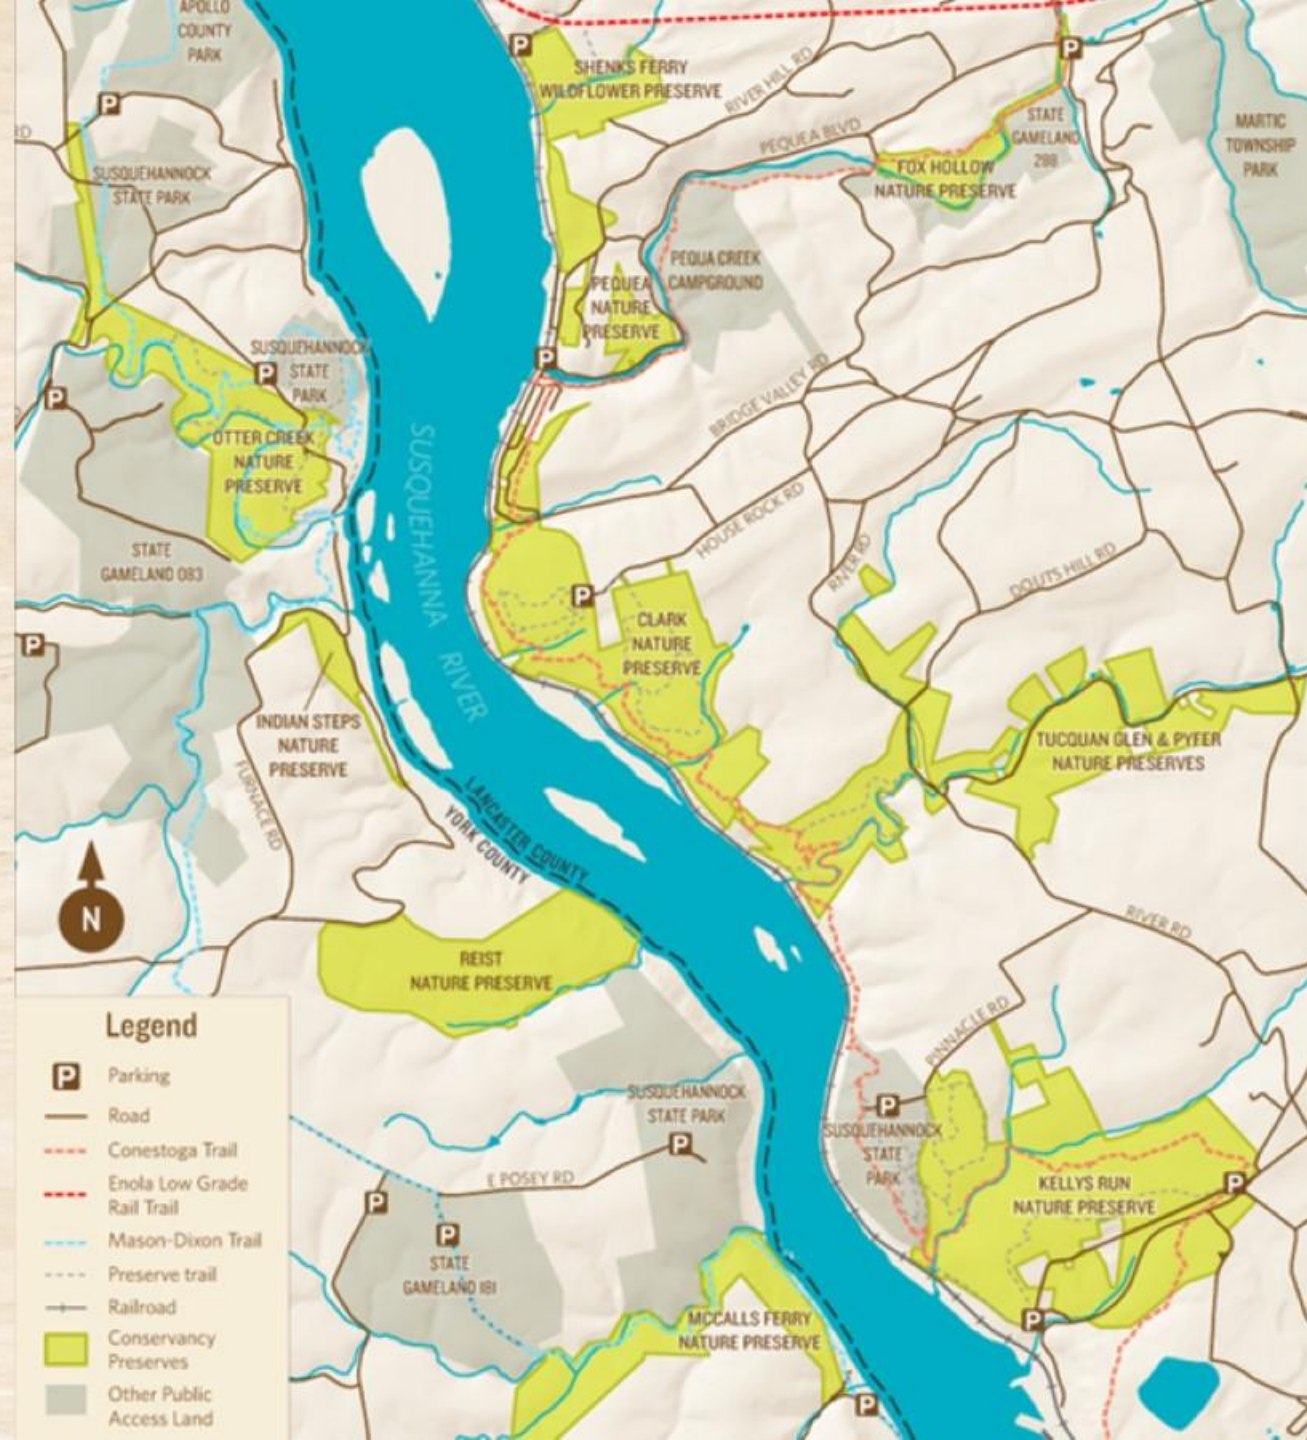 APOLLO
COUNTY
PARK
P
SHENKS FERRY
WILDFLOWER PRESERVE
RIVER HILL RD
P
P
RD
PEQUEA BLVD
STATE
GAMELAND
288
MARTIC
TOWNSHIP
PARK
SUSQUEHANNOCK
STATE PARK
FOX HOLLOW
NATURE PRESERVE
PEQUA CREEK
CAMPGROUND
PEQUEA
NATURE
PRESERVE
SUSQUEHANNOCK
STATE
PARK
P
P
P
BRIDGE VALLEY RD
OTTER CREEK
NATURE
PRESERVE
SUSQUEHANNA RIVER
HOUSE ROCK RD
STATE
GAMELAND 083
RIVER RD
DOUTS HILL RD
P
CLARK
NATURE
PRESERVE
P
INDIAN STEPS
NATURE
PRESERVE
TUCQUAN GLEN & PYFER
NATURE PRESERVES
FURNACE RD
LANCASTER COUNTY
YORK COUNTY
N
RIVER RD
REIST
NATURE PRESERVE
PINNACLE RD
SUSQUEHANNOCK
STATE PARK
P
P
SUSQUEHANNOCK
STATE
PARK
E POSEY RD
KELLYS RUN
NATURE PRESERVE
P
P
P
STATE
GAMELAND 181
MCCALLS FERRY
NATURE PRESERVE
P
P
Legend
P Parking
Road
Conestoga Trail
Enola Low Grade
Rail Trail
Mason-Dixon Trail
Preserve trail
Railroad
Conservancy
Preserves
Other Public
Access Land